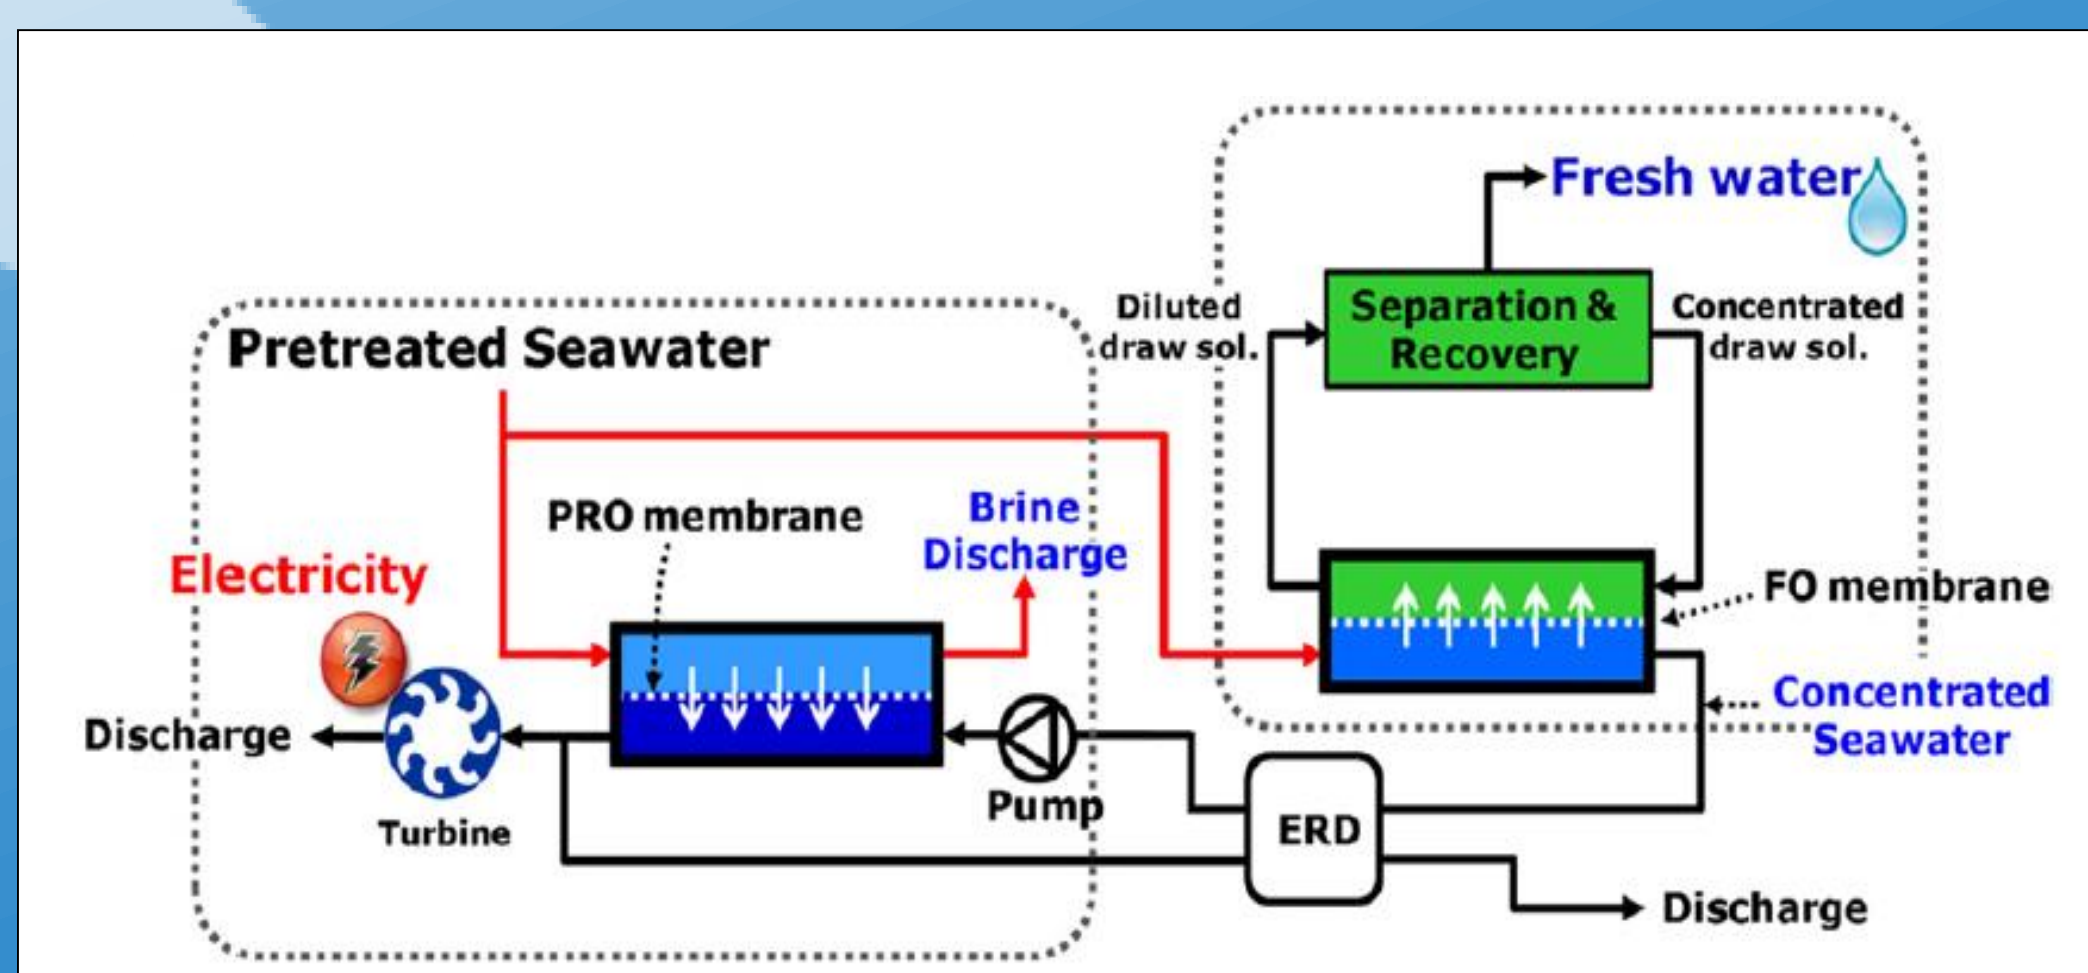 Fresh water
Diluted
draw sol.
Separation &
Recovery
Concentrated
draw sol.
Pretreated Seawater
PRO membrane
Brine
Discharge
Electricity
FO membrane
Concentrated
Seawater
Discharge
Turbine
Pump
ERD
Discharge